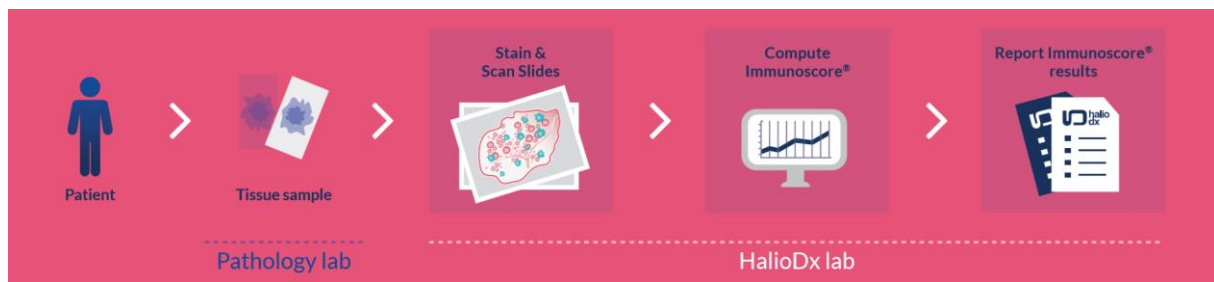 Patient
Tissue sample
Stain &
Scan Slides
Compute
Immunoscore®
Report Immunoscore®
results
halio
dx
Pathology lab
HalioDx lab